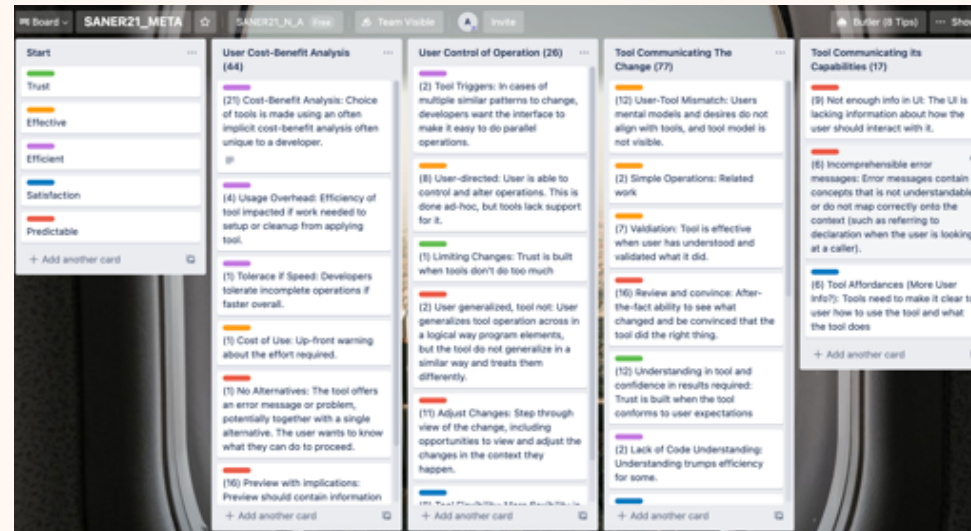 Board
SANER21_META
SANER21_N_A
Free
Team Visible
A
Invite
Butler (8 Tips)
Start
Trust
Effective
Efficient
Satisfaction
Predictable
+ Add another card
User Cost-Benefit Analysis
(44)
(21) Cost-Benefit Analysis: Choice
of tools is made using an often
implicit cost-benefit analysis often
unique to a developer.
(4) Usage Overhead: Efficiency of
tool impacted if work needed to
setup or cleanup from applying
tool.
(1) Tolerace if Speed: Developers
tolerate incomplete operations if
faster overall.
(1) Cost of Use: Up-front warning
about the effort required.
(1) No Alternatives: The tool offers
an error message or problem,
potentially together with a single
alternative. The user wants to know
what they can do to proceed.
(16) Preview with implications:
Preview should contain information
+ Add another card
User Control of Operation (26)
(2) Tool Triggers: In cases of
multiple similar patterns to change,
developers want the interface to
make it easy to do parallel
operations.
(8) User-directed: User is able to
control and alter operations. This is
done ad-hoc, but tools lack support
for it.
(1) Limiting Changes: Trust is built
when tools don't do too much
(2) User generalized, tool not: User
generalizes tool operation across in
a logical way program elements,
but the tool do not generalize in a
similar way and treats them
differently.
(11) Adjust Changes: Step through
view of the change, including
opportunities to view and adjust the
changes in the context they
happen.
+ Add another card
Tool Communicating The
Change (77)
(12) User-Tool Mismatch: Users
mental models and desires do not
align with tools, and tool model is
not visible.
(2) Simple Operations: Related
work
(7) Valdiation: Tool is effective
when user has understood and
validated what it did.
(16) Review and convince: After-
the-fact ability to see what
changed and be convinced that the
tool did the right thing.
(12) Understanding in tool and
confidence in results required:
Trust is built when the tool
conforms to user expectations
(2) Lack of Code Understanding:
Understanding trumps efficiency
for some.
+ Add another card
Tool Communicating Its
Capabilities (17)
(9) Not enough info in UI: The UI is
lacking information about how the
user should interact with it.
(6) Incomprehensible error
messages: Error messages contain
concepts that is not understandable
or do not map correctly onto the
context (such as referring to
declaration when the user is looking
at a caller).
(6) Tool Affordances (More User
Info?): Tools need to make it clear to
user how to use the tool and what
the tool does
+ Add another card